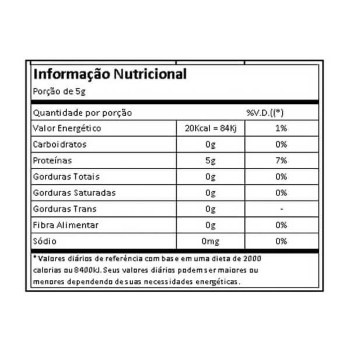 Informação Nutricional
Porção de 5g
Quantidade por porção %V.D.((*)
Valor Energético 20Kcal = 84Kj 1%
Carboidratos 0g 0%
Proteínas 5g 7%
Gorduras Totais 0g 0%
Gorduras Saturadas 0g 0%
Gorduras Trans 0g -
Fibra Alimentar 0g 0%
Sódio 0mg 0%
* Valores diários de referência com base em uma dieta de 2000
calorias ou 8400kJ. Seus valores diários podem ser maiores ou
menores dependendo de suas necessidades energéticas.